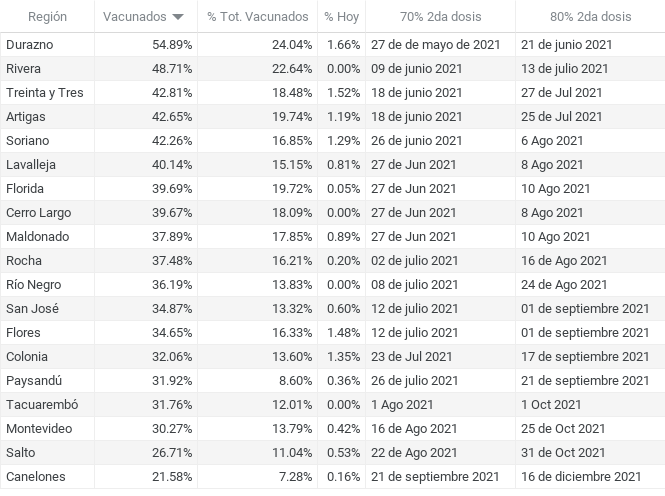 Región Vacunados % Tot. Vacunados % Hoy 70% 2da dosis 80% 2da dosis
Durazno 54.89% 24.04% 1.66% 27 de de mayo de 2021 21 de junio 2021
Rivera 48.71% 22.64% 0.00% 09 de junio 2021 13 de julio 2021
Treinta y Tres 42.81% 18.48% 1.52% 18 de junio 2021 27 de Jul 2021
Artigas 42.65% 19.74% 1.19% 18 de junio 2021 25 de Jul 2021
Soriano 42.26% 16.85% 1.29% 26 de junio 2021 6 Ago 2021
Lavalleja 40.14% 15.15% 0.81% 27 de Jun 2021 8 Ago 2021
Florida 39.69% 19.72% 0.05% 27 de Jun 2021 10 Ago 2021
Cerro Largo 39.67% 18.09% 0.00% 27 de Jun 2021 8 Ago 2021
Maldonado 37.89% 17.85% 0.89% 27 de Jun 2021 10 Ago 2021
Rocha 37.48% 16.21% 0.20% 02 de julio 2021 16 de Ago 2021
Río Negro 36.19% 13.83% 0.00% 08 de julio 2021 24 de Ago 2021
San José 34.87% 13.32% 0.60% 12 de julio 2021 01 de septiembre 2021
Flores 34.65% 16.33% 1.48% 12 de julio 2021 01 de septiembre 2021
Colonia 32.06% 13.60% 1.35% 23 de Jul 2021 17 de septiembre 2021
Paysandú 31.92% 8.60% 0.36% 26 de julio 2021 21 de septiembre 2021
Tacuarembó 31.76% 12.01% 0.00% 1 Ago 2021 1 Oct 2021
Montevideo 30.27% 13.79% 0.42% 16 de Ago 2021 25 de Oct 2021
Salto 26.71% 11.04% 0.53% 22 de Ago 2021 31 de Oct 2021
Canelones 21.58% 7.28% 0.16% 21 de septiembre 2021 16 de diciembre 2021